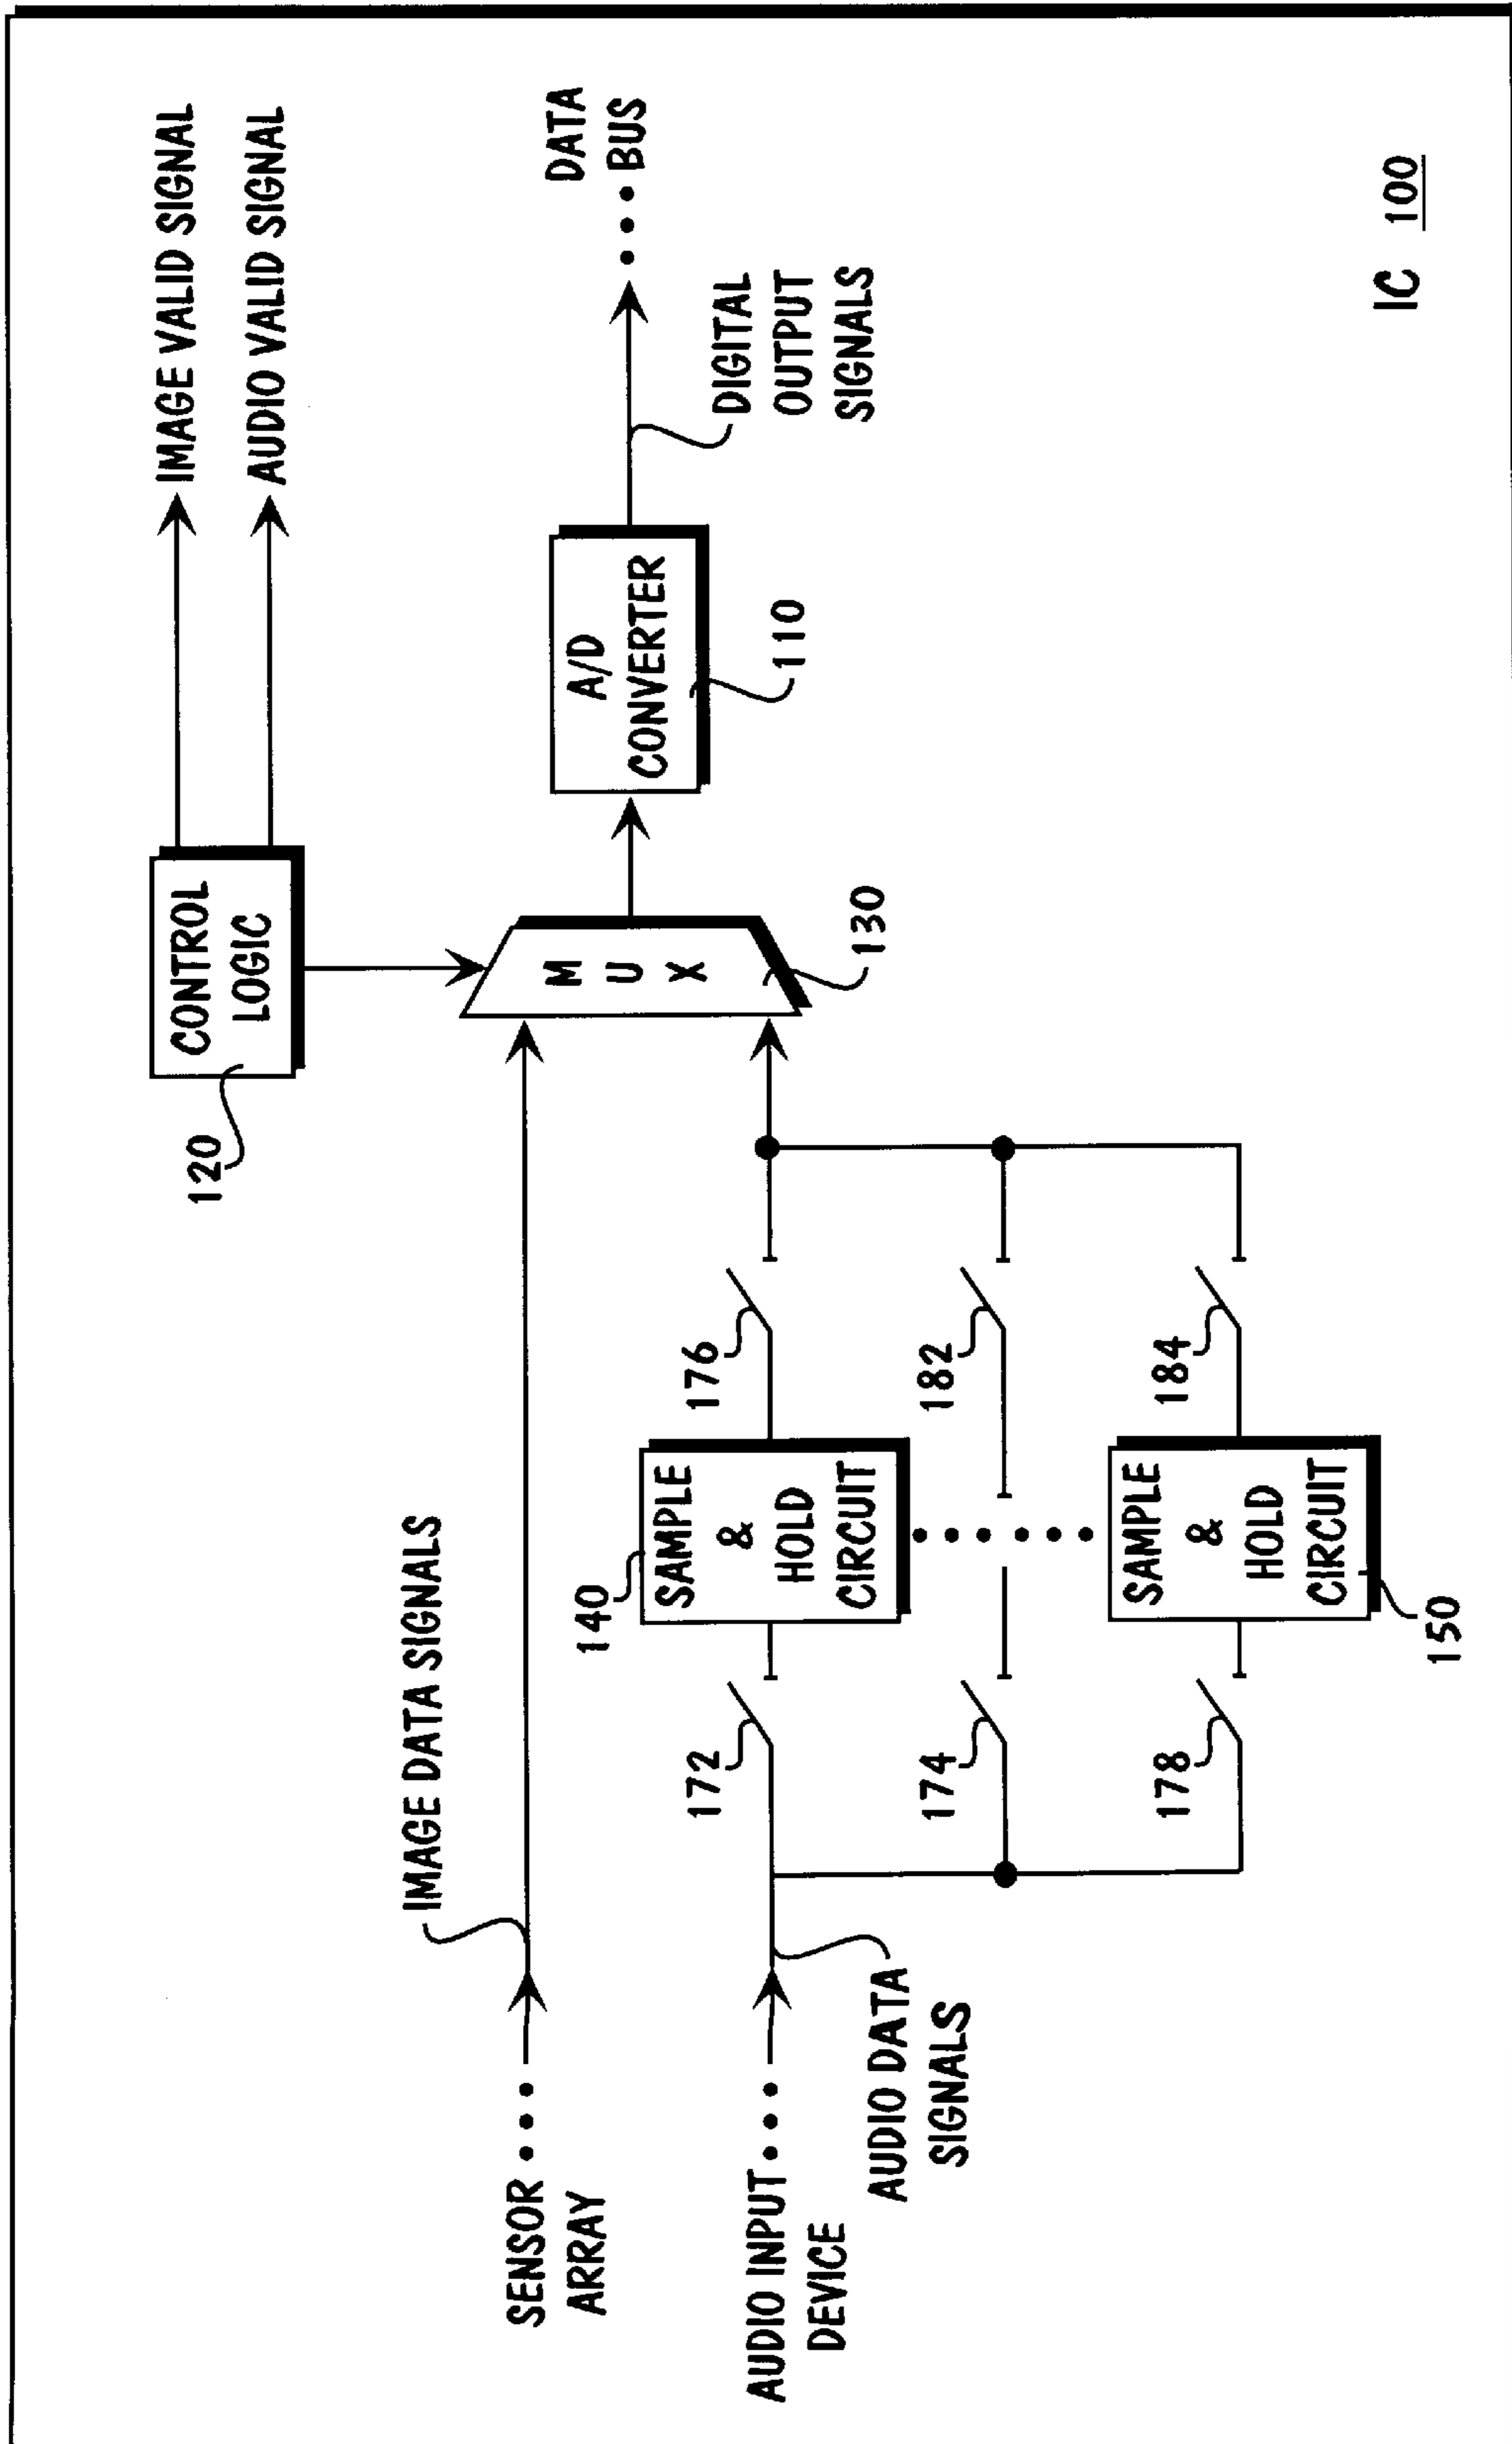 IMAGE VALID SIGNAL
AUDIO VALID SIGNAL
CONTROL
LOGIC
120
IMAGE DATA SIGNALS
SENSOR
ARRAY
M
U
X
130
A/D
CONVERTER
110
DATA
BUS
DIGITAL
OUTPUT
SIGNALS
AUDIO INPUT
DEVICE
AUDIO DATA
SIGNALS
172
140
SAMPLE
&
HOLD
CIRCUIT
176
174
182
178
SAMPLE
&
HOLD
CIRCUIT
150
184
IC 100